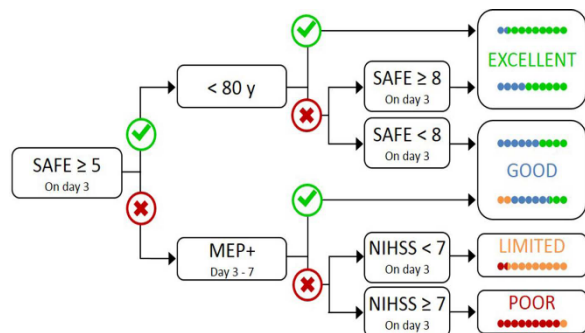 SAFE ≥ 5
On day 3
< 80 y
MEP+
Day 3 - 7
SAFE ≥ 8
On day 3
SAFE < 8
On day 3
NIHSS < 7
On day 3
NIHSS ≥ 7
On day 3
EXCELLENT
GOOD
LIMITED
POOR